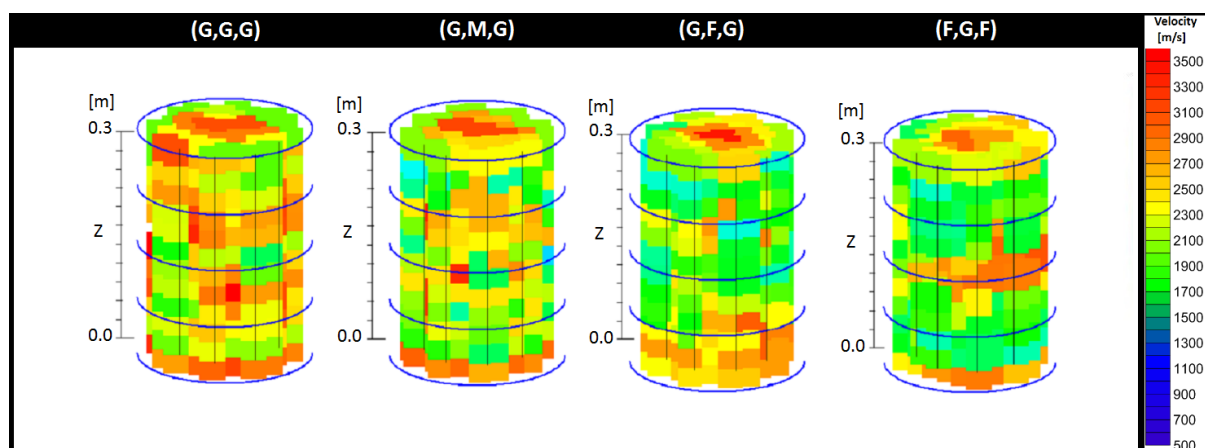 (G,G,G)
(G,M,G)
(G,F,G)
(F,G,F)
Velocity
[m/s]
[m]
0.3
Z
0.0
[m]
0.3
Z
0.0
[m]
0.3
Z
0.0
[m]
0.3
Z
0.0
3500
3300
3100
2900
2700
2500
2300
2100
1900
1700
1500
1300
1100
900
700
500